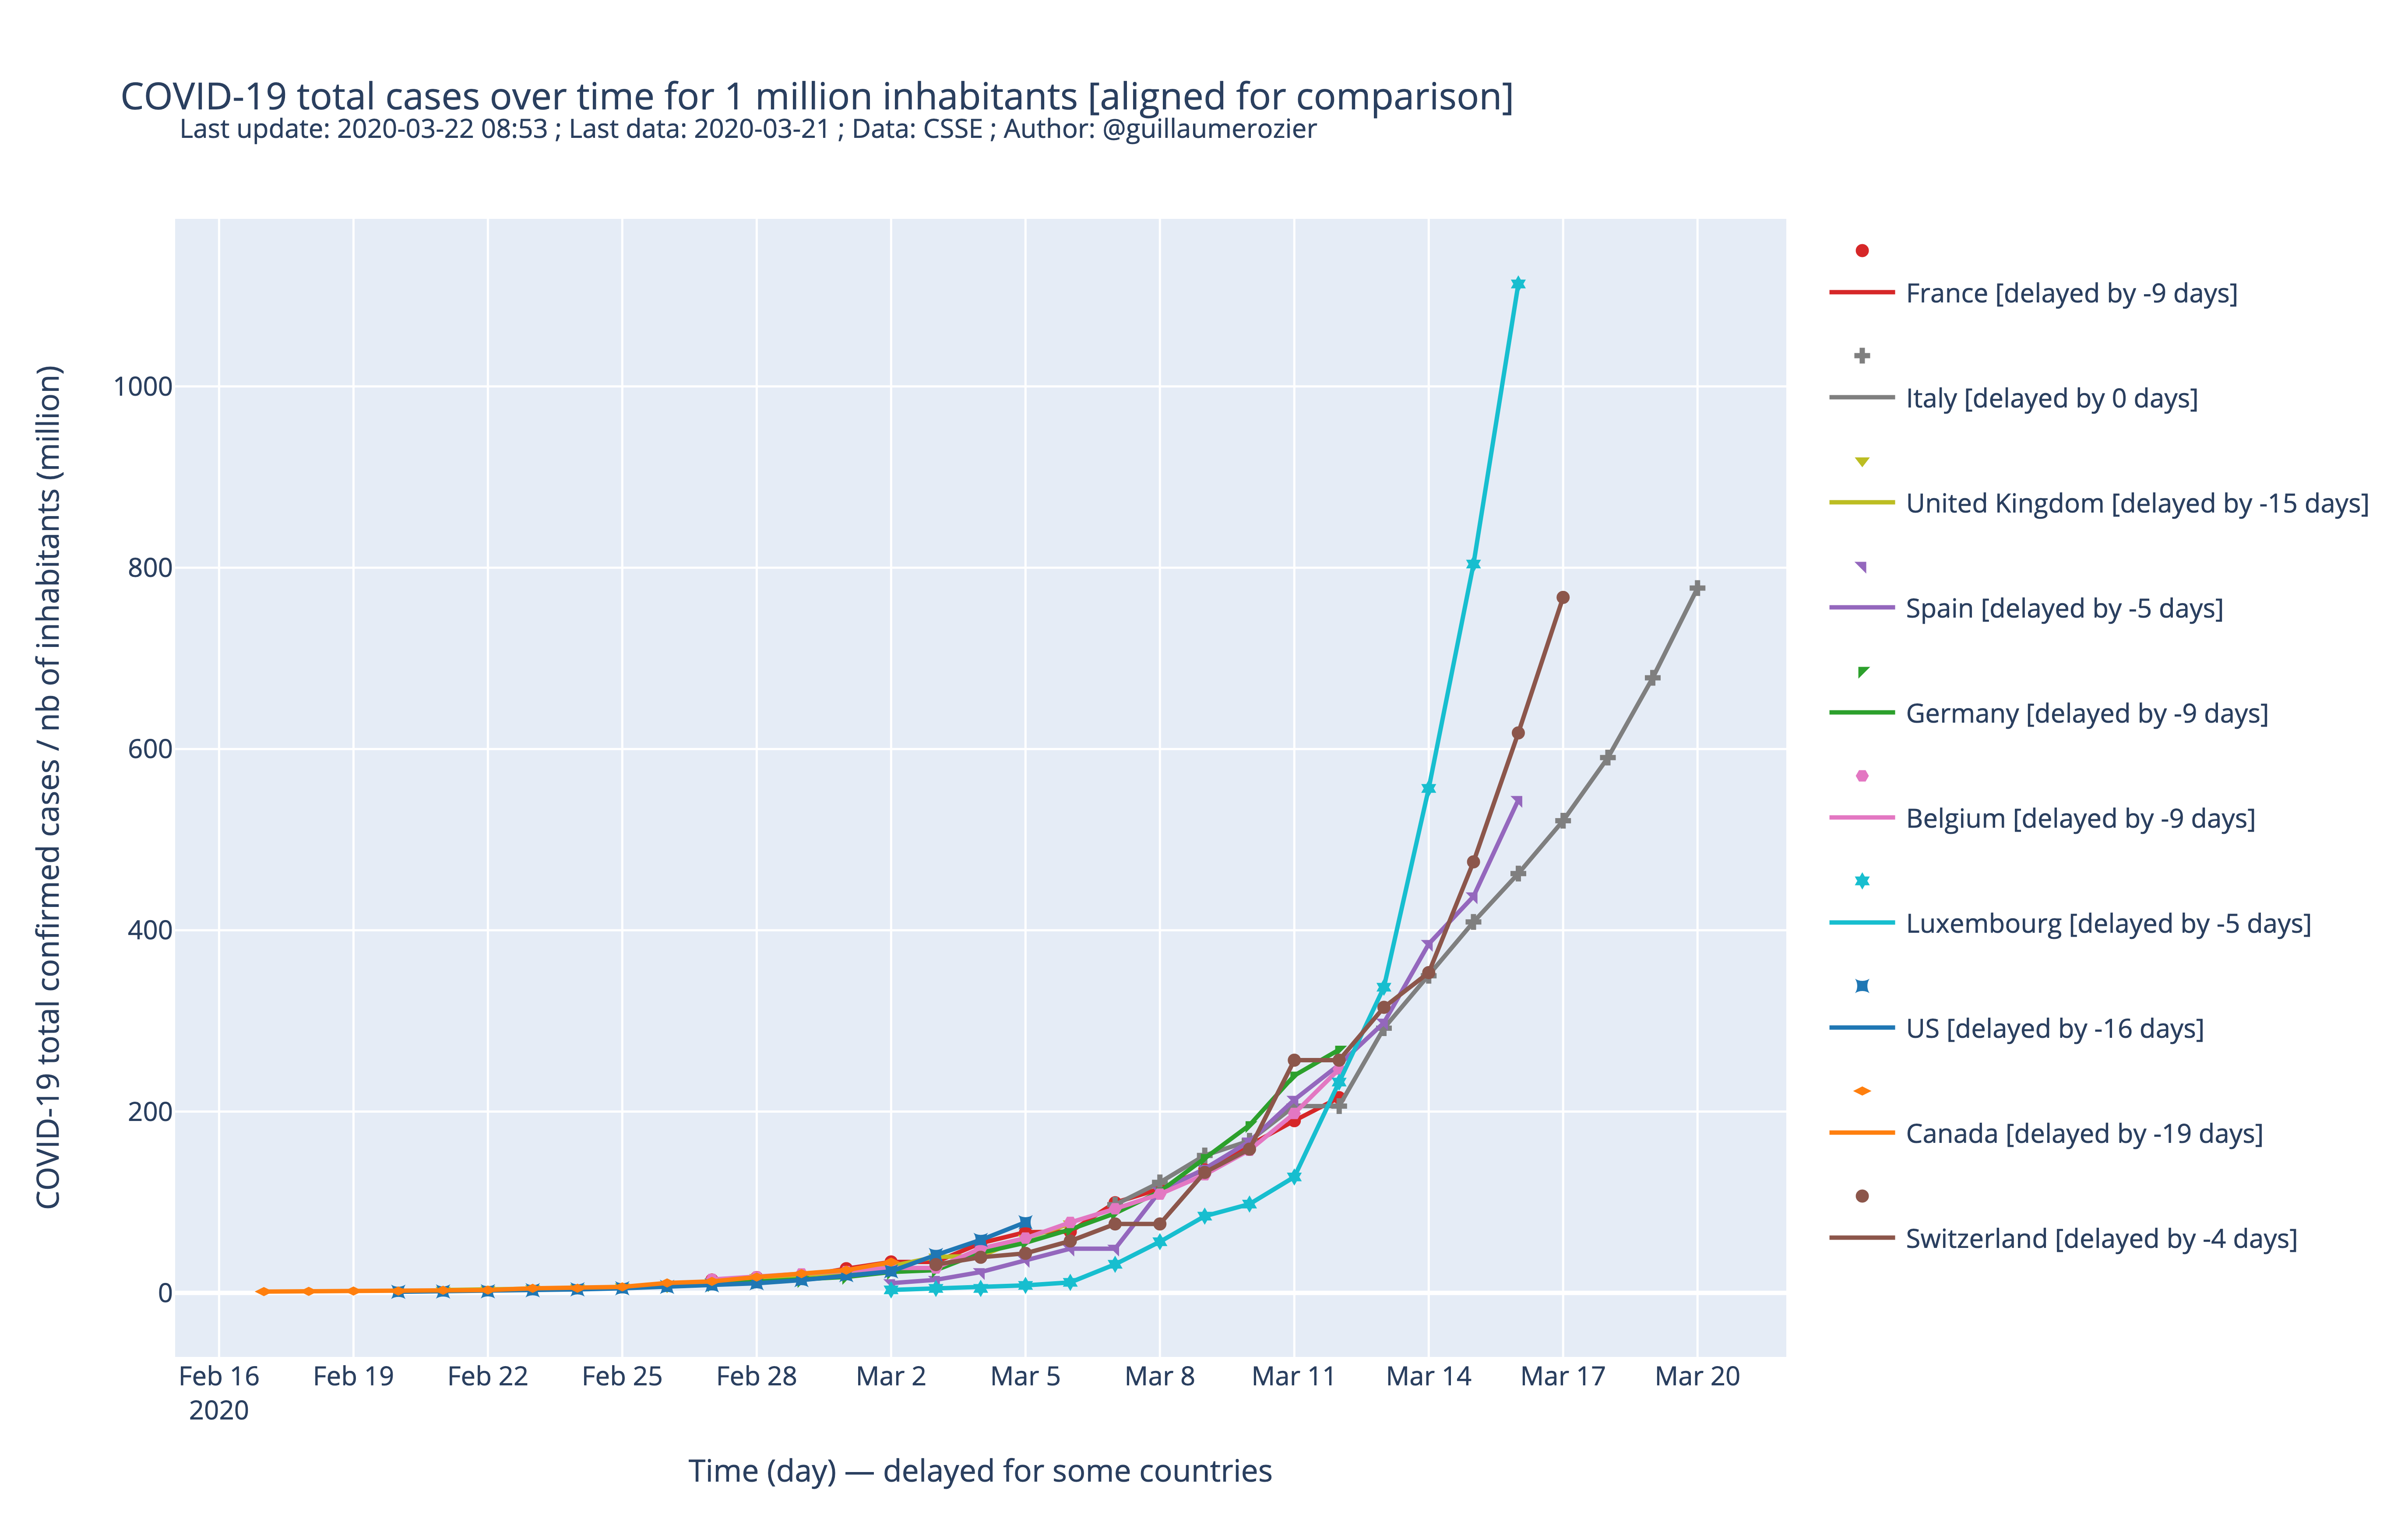 COVID-19 total cases over time for 1 million inhabitants [aligned for comparison]
Last update: 2020-03-22 08:53 ; Last data: 2020-03-21 ; Data: CSSE ; Author: @guillaumerozier
COVID-19 total confirmed cases / nb of inhabitants (million)
1000
800
600
400
200
0
Feb 16
2020
Feb 19
Feb 22
Feb 25
Feb 28
Mar 2
Mar 5
Mar 8
Mar 11
Mar 14
Mar 17
Mar 20
Time (day) — delayed for some countries
France [delayed by -9 days]
Italy [delayed by 0 days]
United Kingdom [delayed by -15 days]
Spain [delayed by -5 days]
Germany [delayed by -9 days]
Belgium [delayed by -9 days]
Luxembourg [delayed by -5 days]
US [delayed by -16 days]
Canada [delayed by -19 days]
Switzerland [delayed by -4 days]